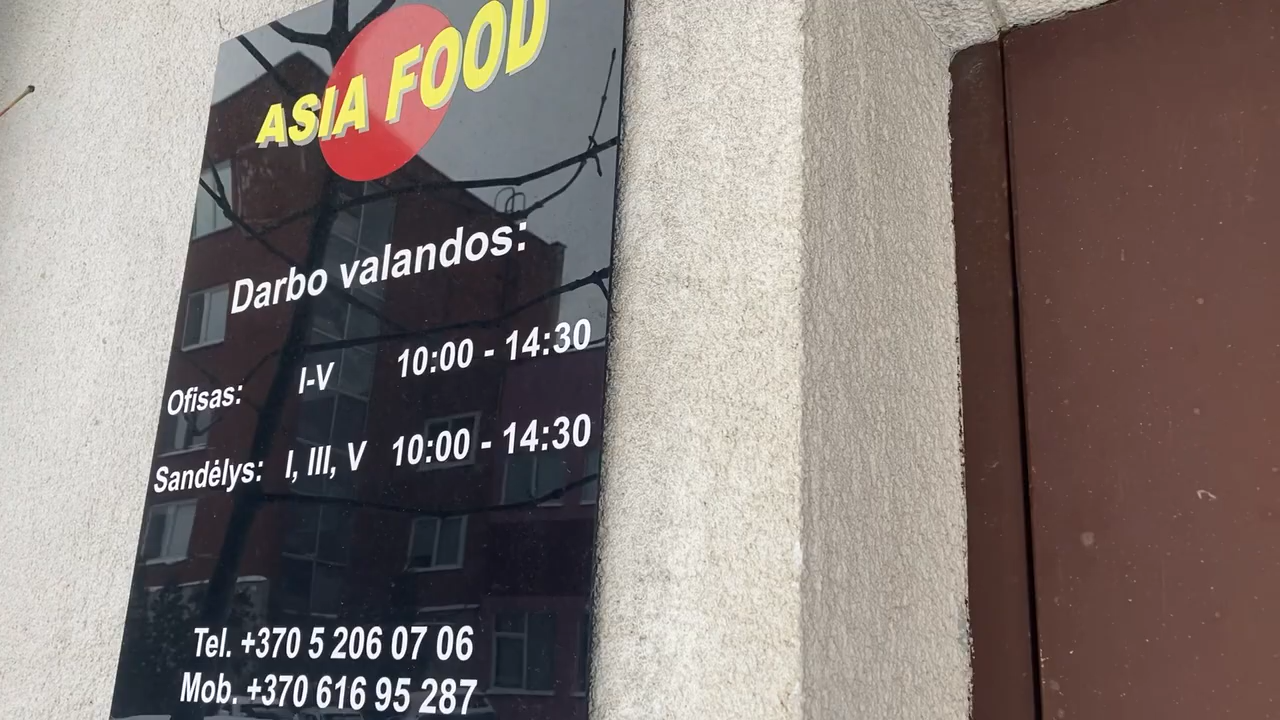 ASIA FOOD
Darbo valandos:
Ofisas: I-V 10:00 - 14:30
Sandėlys: I, III, V 10:00 - 14:30
Tel. +370 5 206 07 06
Mob. +370 616 95 287